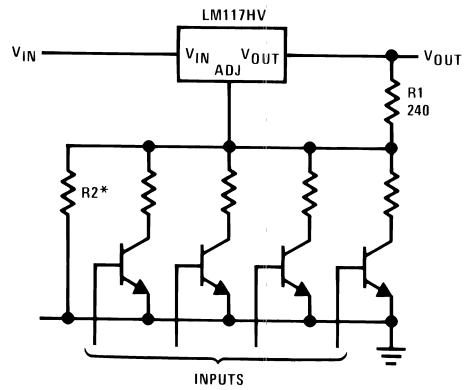 LM117HV
VIN
VIN VOUT
ADJ
VOUT
R1
240
R2*
INPUTS